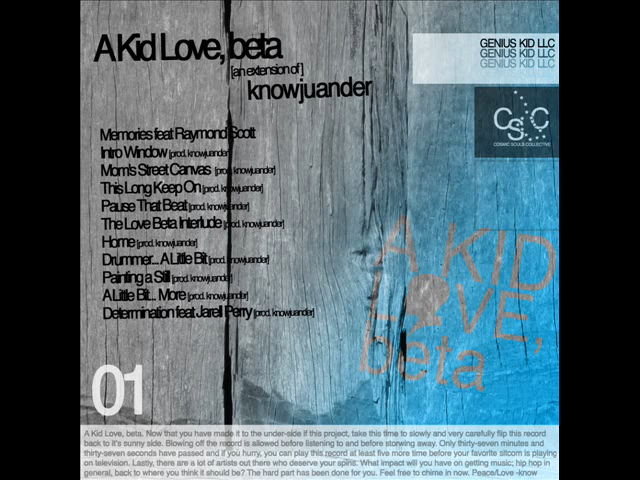 A Kid Love, beta
[an extension of ]
knowjuander
GENIUS KID LLC
GENIUS KID LLC
GENIUS KID LLC
CSC
COSMIC SOULS COLLECTIVE
Memories feat Raymond Scott
Intro Window [prod. knowjuander]
Mom's Street Canvas [prod. knowjuander]
This Long Keep On [prod. knowjuander]
Pause That Beat [prod. knowjuander]
The Love Beta Interlude [prod. knowjuander]
Home [prod. knowjuander]
Drummer... A Little Bit [prod. knowjuander]
Painting a Still [prod. knowjuander]
A Little Bit... More [prod. knowjuander]
Determination feat Jarell Perry [prod. knowjuander]
A KID
LOVE,
beta
01
A Kid Love, beta. Now that you have made it to the under-side if this project, take this time to slowly and very carefully flip this record
back to it's sunny side. Blowing off the record is allowed before listening to and before storwing away. Only thirty-seven minutes and
thirty-seven seconds have passed and if you hurry, you can play this record at least five more time before your favorite sitcom is playing
on television. Lastly, there are a lot of artists out there who deserve your spins. What impact will you have on getting music; hip hop in
general, back to where you think it should be? The hard part has been done for you. Feel free to chime in now. Peace/Love -know